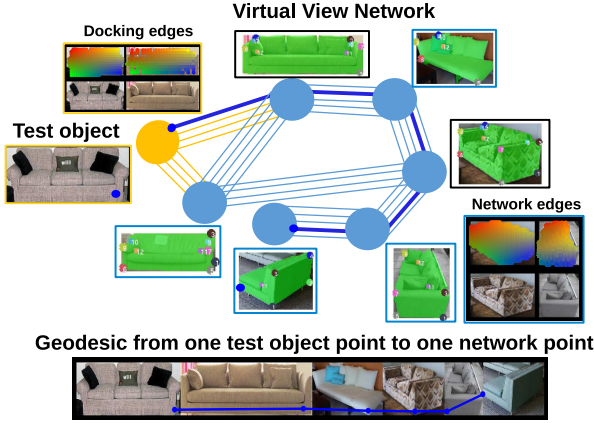 Virtual View Network
Docking edges
Test object
Network edges
Geodesic from one test object point to one network point